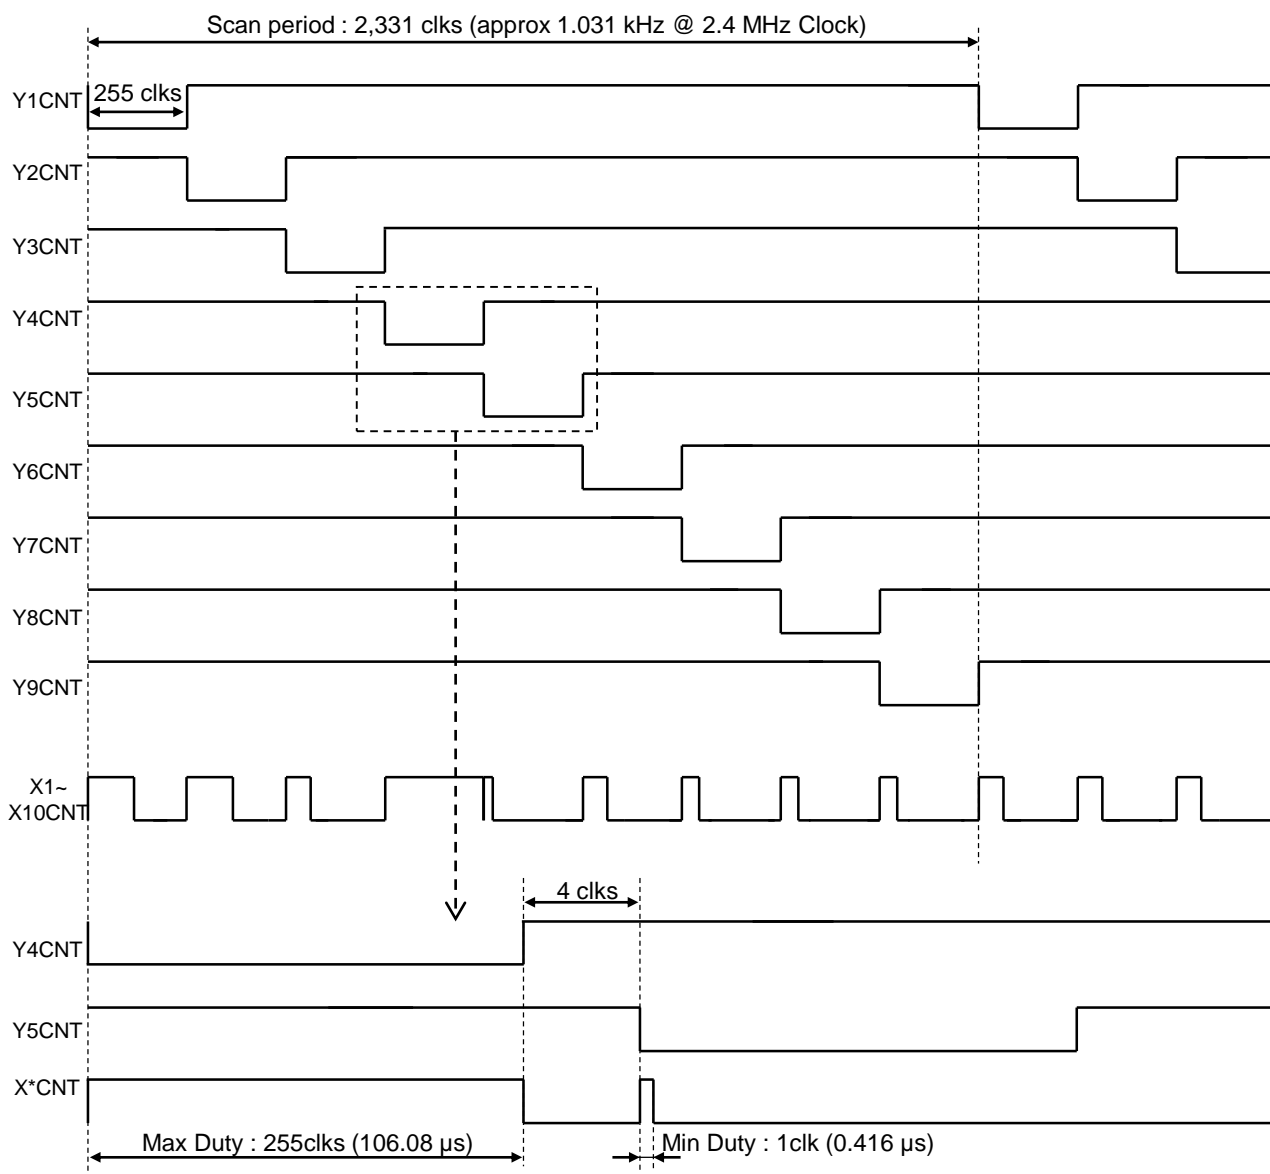 Scan period : 2,331 clks (approx 1.031 kHz @ 2.4 MHz Clock)
Y1CNT
255 clks
Y2CNT
Y3CNT
Y4CNT
Y5CNT
Y6CNT
Y7CNT
Y8CNT
Y9CNT
X1~
X10CNT
4 clks
Y4CNT
Y5CNT
X*CNT
Max Duty : 255clks (106.08 µs)
Min Duty : 1clk (0.416 µs)